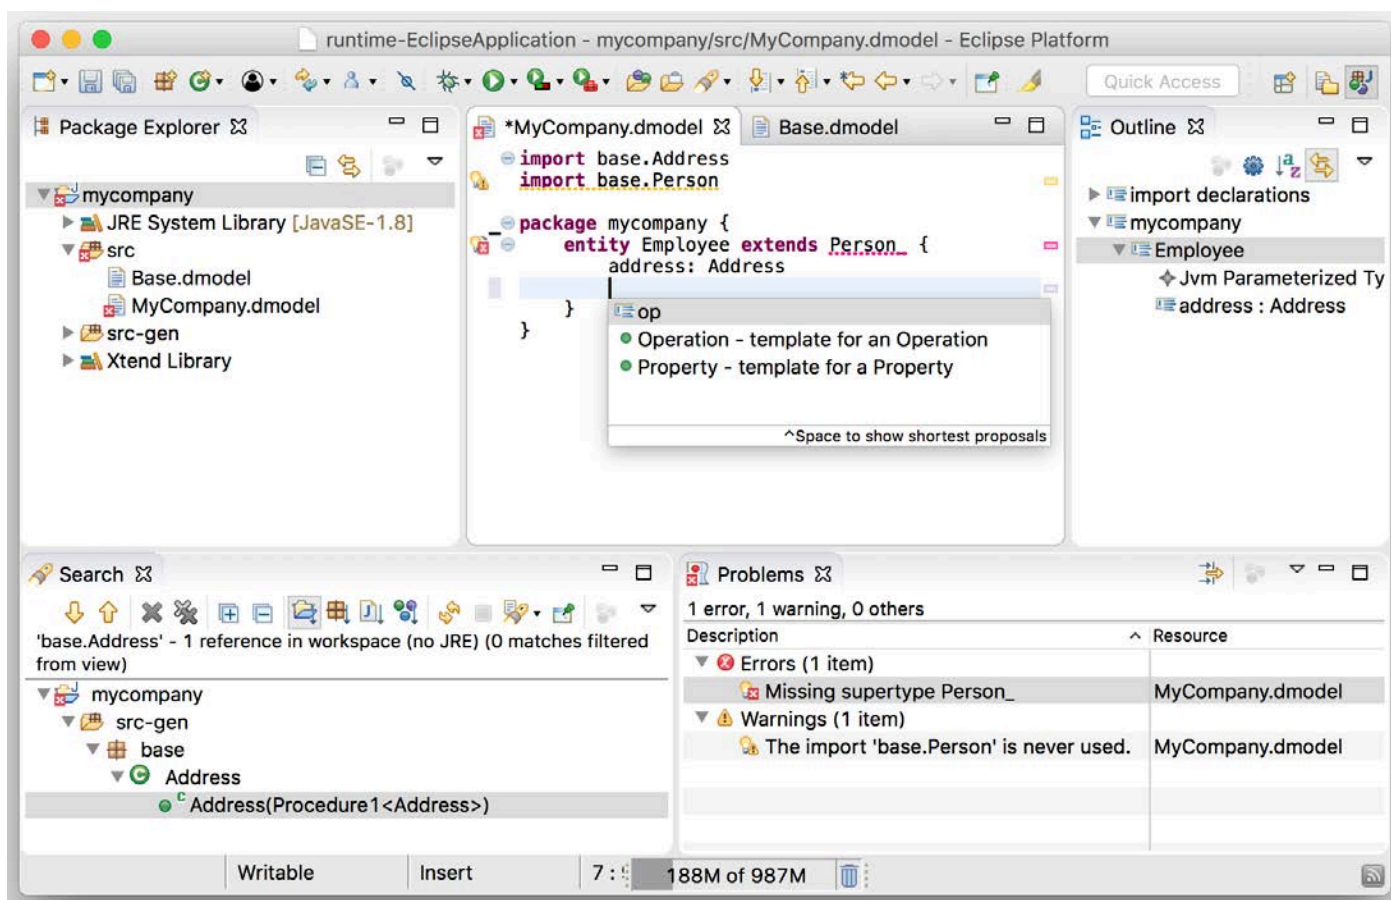 runtime-EclipseApplication - mycompany/src/MyCompany.dmodel - Eclipse Platform
Quick Access
Package Explorer
mycompany
JRE System Library [JavaSE-1.8]
src
Base.dmodel
MyCompany.dmodel
src-gen
Xtend Library
*MyCompany.dmodel
Base.dmodel
import base.Address
import base.Person
package mycompany {
entity Employee extends Person_ {
address: Address
}
}
op
Operation - template for an Operation
Property - template for a Property
^Space to show shortest proposals
Outline
import declarations
mycompany
Employee
Jvm Parameterized Ty
address : Address
Search
'base.Address' - 1 reference in workspace (no JRE) (0 matches filtered
from view)
mycompany
src-gen
base
Address
Address(Procedure1<Address>)
Problems
1 error, 1 warning, 0 others
Description Resource
Errors (1 item)
Missing supertype Person_ MyCompany.dmodel
Warnings (1 item)
The import 'base.Person' is never used. MyCompany.dmodel
Writable Insert 7 : 188M of 987M